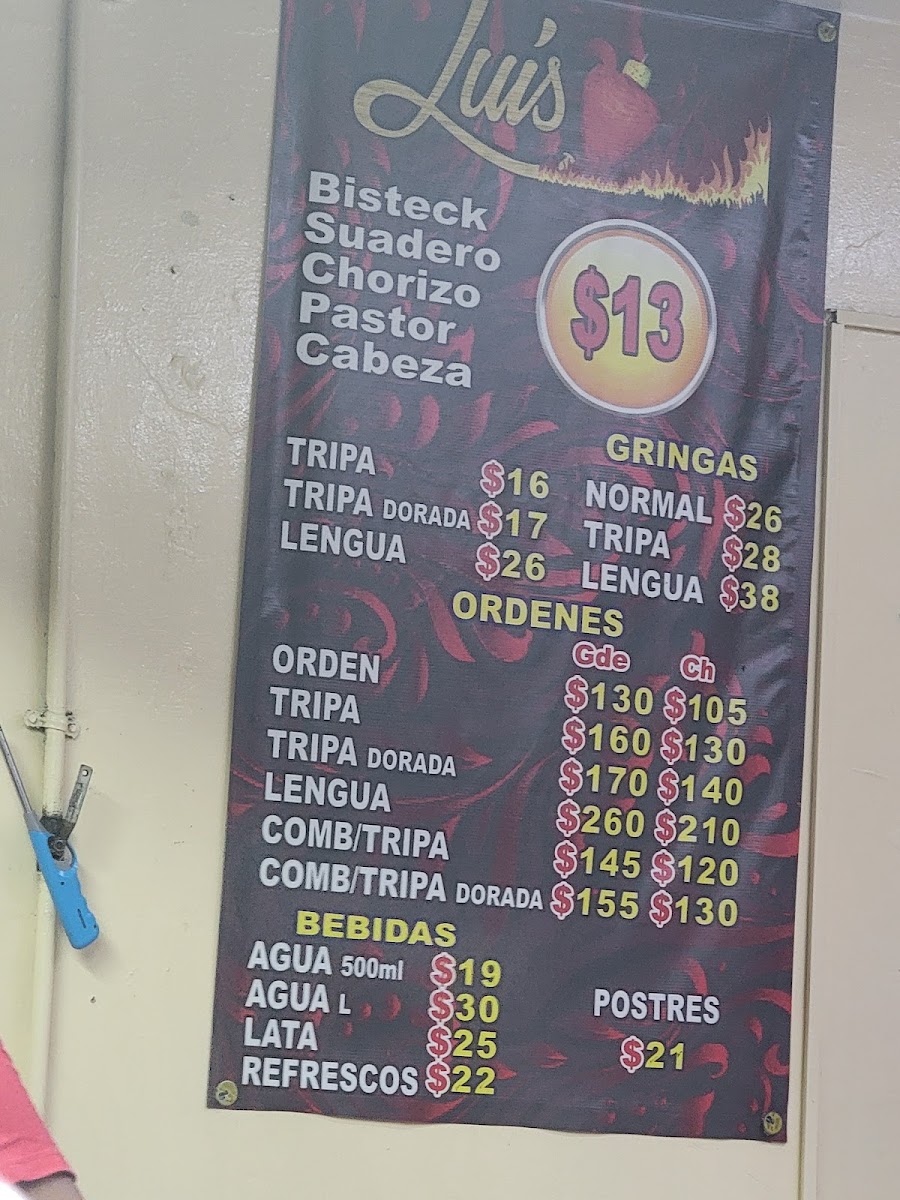 Luis
Bisteck
Suadero
Chorizo
Pastor
Cabeza
$13
TRIPA $16
TRIPA DORADA $17
LENGUA $26
GRINGAS
NORMAL $26
TRIPA $28
LENGUA $38
ORDENES
Gde Ch
ORDEN $130 $105
TRIPA $160 $130
TRIPA DORADA $170 $140
LENGUA $260 $210
COMB/TRIPA $145 $120
COMB/TRIPA DORADA $155 $130
BEBIDAS
AGUA 500ml $19
AGUA L $30
LATA $25
REFRESCOS $22
POSTRES
$21